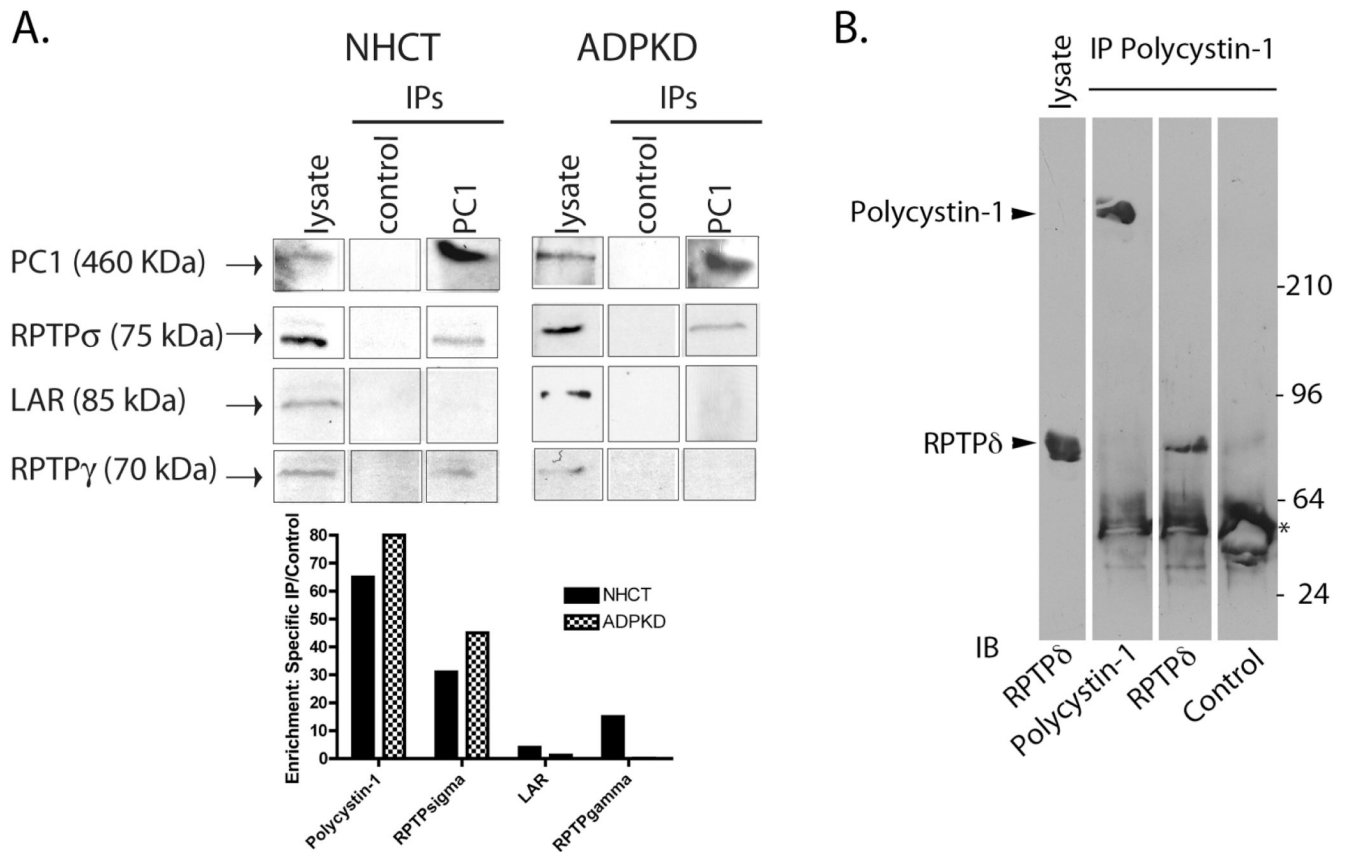 A.
NHCT
ADPKD
IPs
IPs
lysate
control
PC1
lysate
control
PC1
PC1 (460 KDa)
RPTPσ (75 kDa)
LAR (85 kDa)
RPTPγ (70 kDa)
Enrichment: Specific IP/Control
80
70
60
50
40
30
20
10
0
NHCT
ADPKD
Polycystin-1
RPTPsigma
LAR
RPTPgamma
B.
lysate
IP Polycystin-1
Polycystin-1
RPTPδ
-210
- 96
- 64
*
- 24
IB
RPTPδ
Polycystin-1
RPTPδ
Control